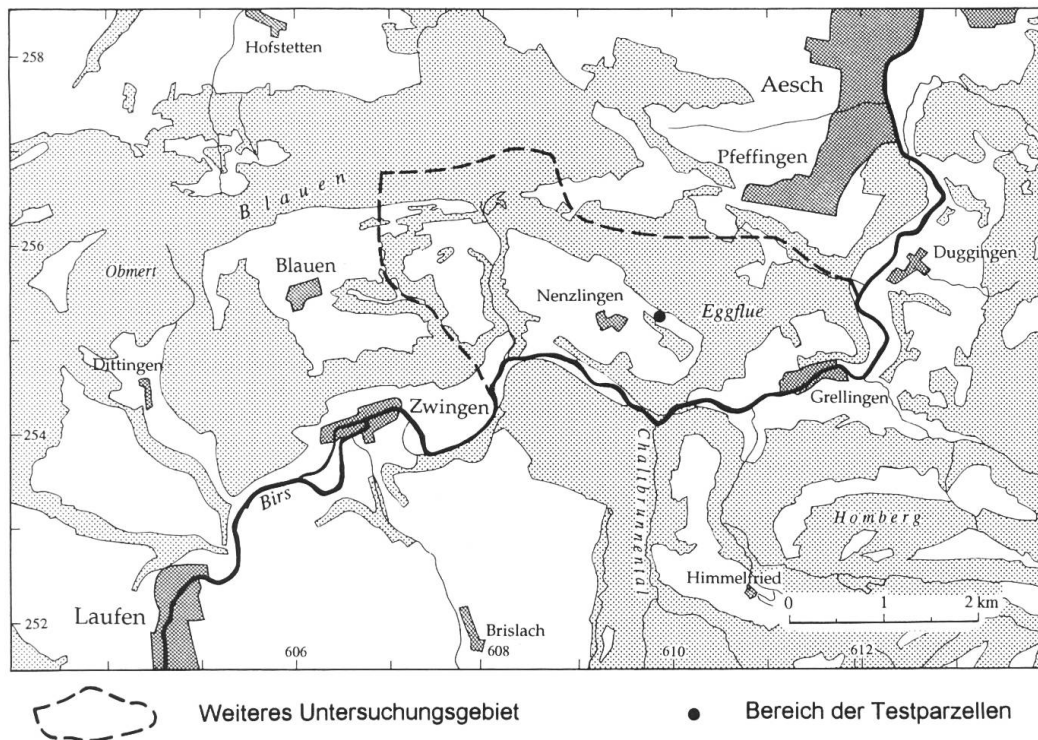 Hofstetten
258
Aesch
Pfeffingen
Blauen
256
Obmert
Blauen
Duggingen
Nenzlingen
Eggflue
Dittingen
Grellingen
Zwingen
254
Chaltbrunnental
Birs
Homberg
Himmelfried
0 1 2 km
Laufen
252
Brislach
606 608 610 612
Weiteres Untersuchungsgebiet
Bereich der Testparzellen